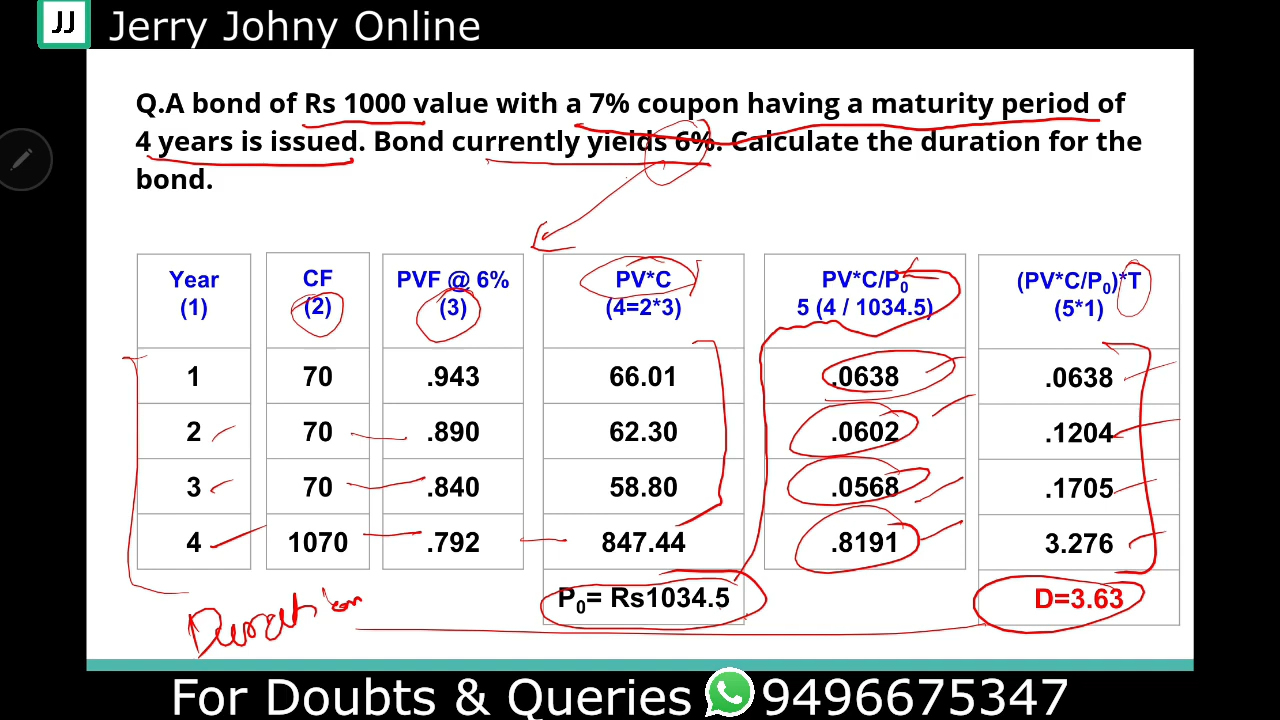 JJ Jerry Johny Online
Q.A bond of Rs 1000 value with a 7% coupon having a maturity period of
4 years is issued. Bond currently yields 6%. Calculate the duration for the
bond.
Year CF PVF @ 6% PV*C PV*C/P₀ (PV*C/P₀)*T
(1) (2) (3) (4=2*3) 5 (4 / 1034.5) (5*1)
1 70 .943 66.01 .0638 .0638
2 70 .890 62.30 .0602 .1204
3 70 .840 58.80 .0568 .1705
4 1070 .792 847.44 .8191 3.276
P₀= Rs1034.5 D=3.63
Duration
For Doubts & Queries 9496675347